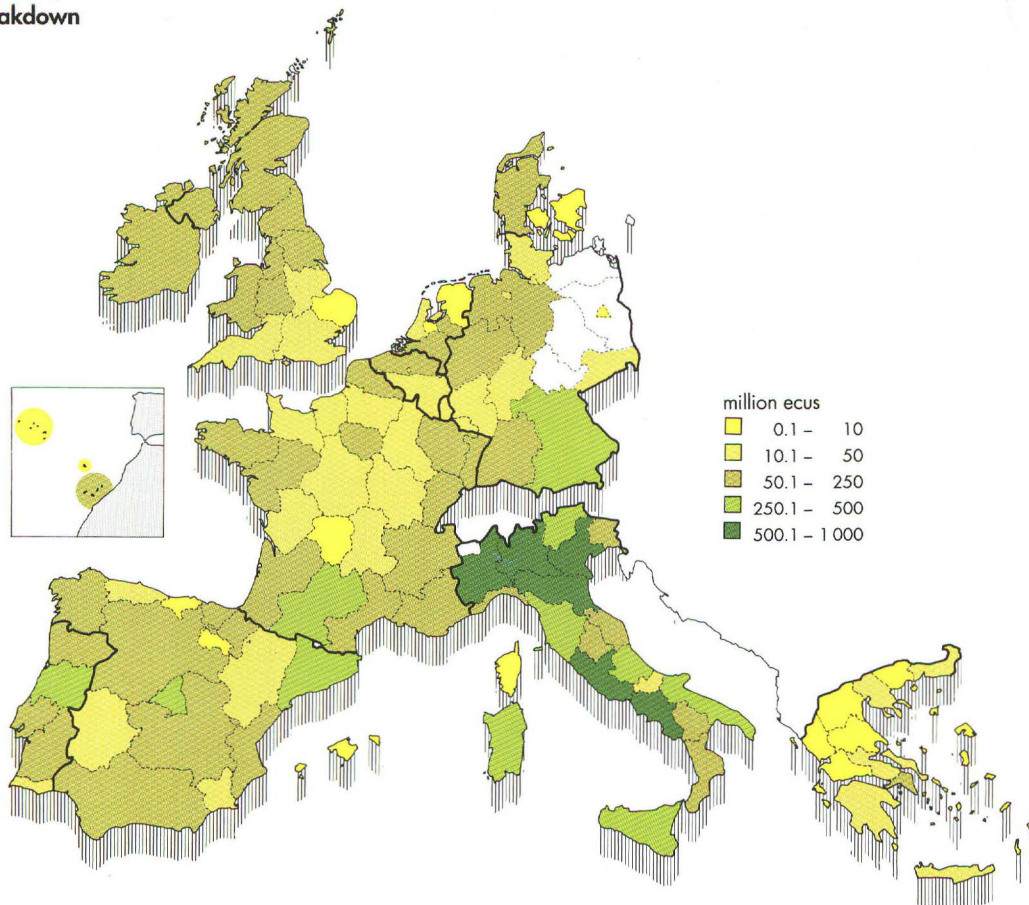 akdown
million ecus
0.1 – 10
10.1 – 50
50.1 – 250
250.1 – 500
500.1 – 1 000